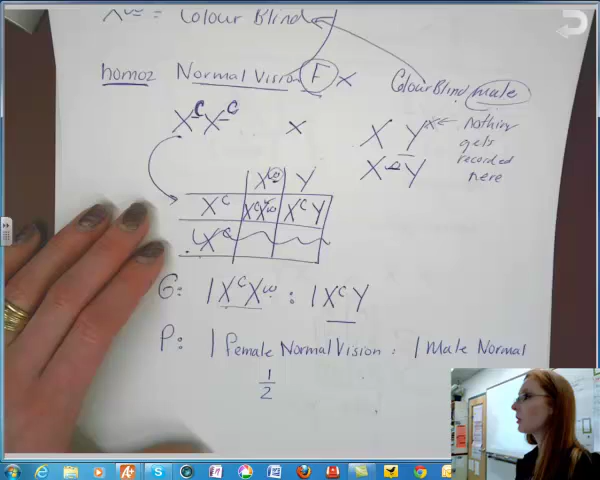 = Colour Blind
homoz Normal Vision F X Colour Blind male
X^C X^C x X Y^x ← Nothing
gets
X Y recorded
here
X Y
X^C X^C X X^C Y
X^C
G: 1 X^C X : 1 X^C Y
P: 1 Female Normal Vision : 1 Male Normal
1
2